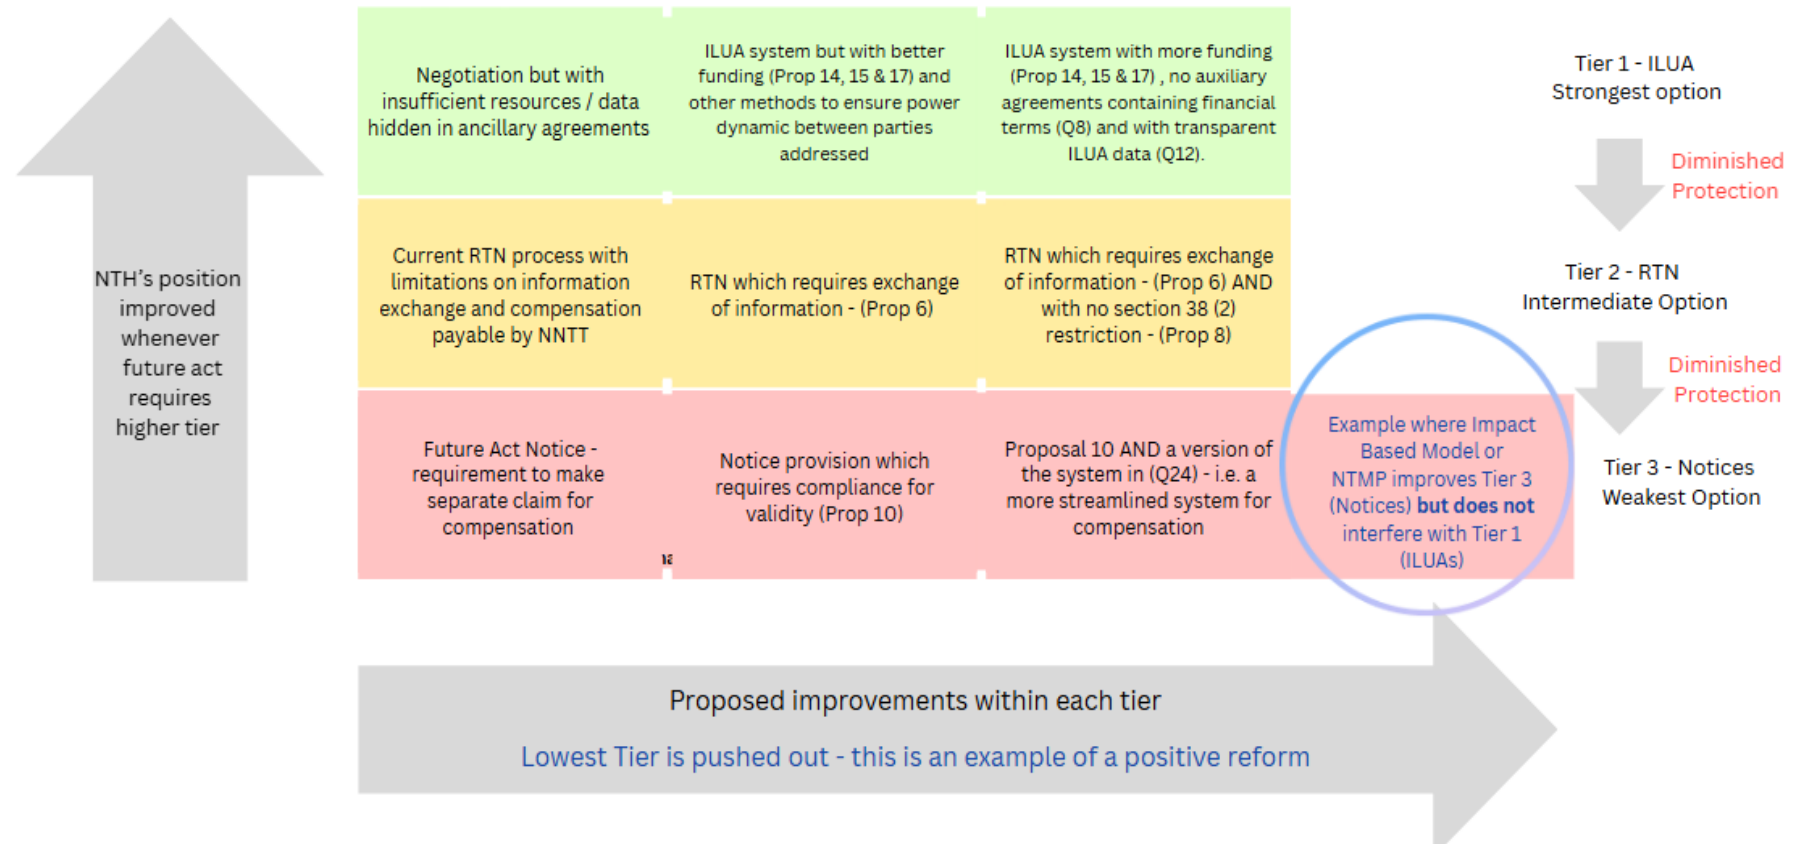 NTH's position
improved
whenever
future act
requires
higher tier
Negotiation but with
insufficient resources / data
hidden in ancillary agreements
ILUA system but with better
funding (Prop 14, 15 & 17) and
other methods to ensure power
dynamic between parties
addressed
ILUA system with more funding
(Prop 14, 15 & 17) , no auxiliary
agreements containing financial
terms (Q8) and with transparent
ILUA data (Q12).
Tier 1 - ILUA
Strongest option
Diminished
Protection
Current RTN process with
limitations on information
exchange and compensation
payable by NNTT
RTN which requires exchange
of information - (Prop 6)
RTN which requires exchange
of information - (Prop 6) AND
with no section 38 (2)
restriction - (Prop 8)
Tier 2 - RTN
Intermediate Option
Diminished
Protection
Future Act Notice -
requirement to make
separate claim for
compensation
Notice provision which
requires compliance for
validity (Prop 10)
Proposal 10 AND a version of
the system in (Q24) - i.e. a
more streamlined system for
compensation
Example where Impact
Based Model or
NTMP improves Tier 3
(Notices) but does not
interfere with Tier 1
(ILUAs)
Tier 3 - Notices
Weakest Option
Proposed improvements within each tier
Lowest Tier is pushed out - this is an example of a positive reform